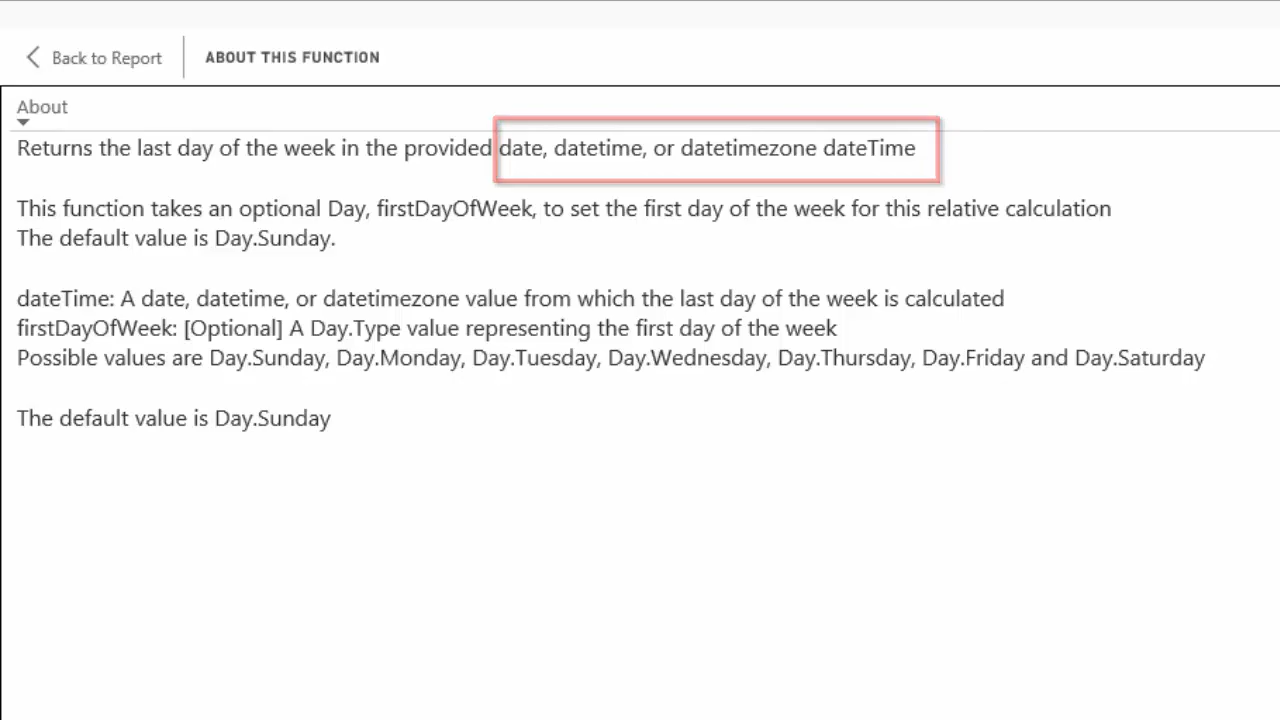 Back to Report
ABOUT THIS FUNCTION
About
Returns the last day of the week in the provided date, datetime, or datetimezone dateTime
This function takes an optional Day, firstDayOfWeek, to set the first day of the week for this relative calculation
The default value is Day.Sunday.
dateTime: A date, datetime, or datetimezone value from which the last day of the week is calculated
firstDayOfWeek: [Optional] A Day.Type value representing the first day of the week
Possible values are Day.Sunday, Day.Monday, Day.Tuesday, Day.Wednesday, Day.Thursday, Day.Friday and Day.Saturday
The default value is Day.Sunday